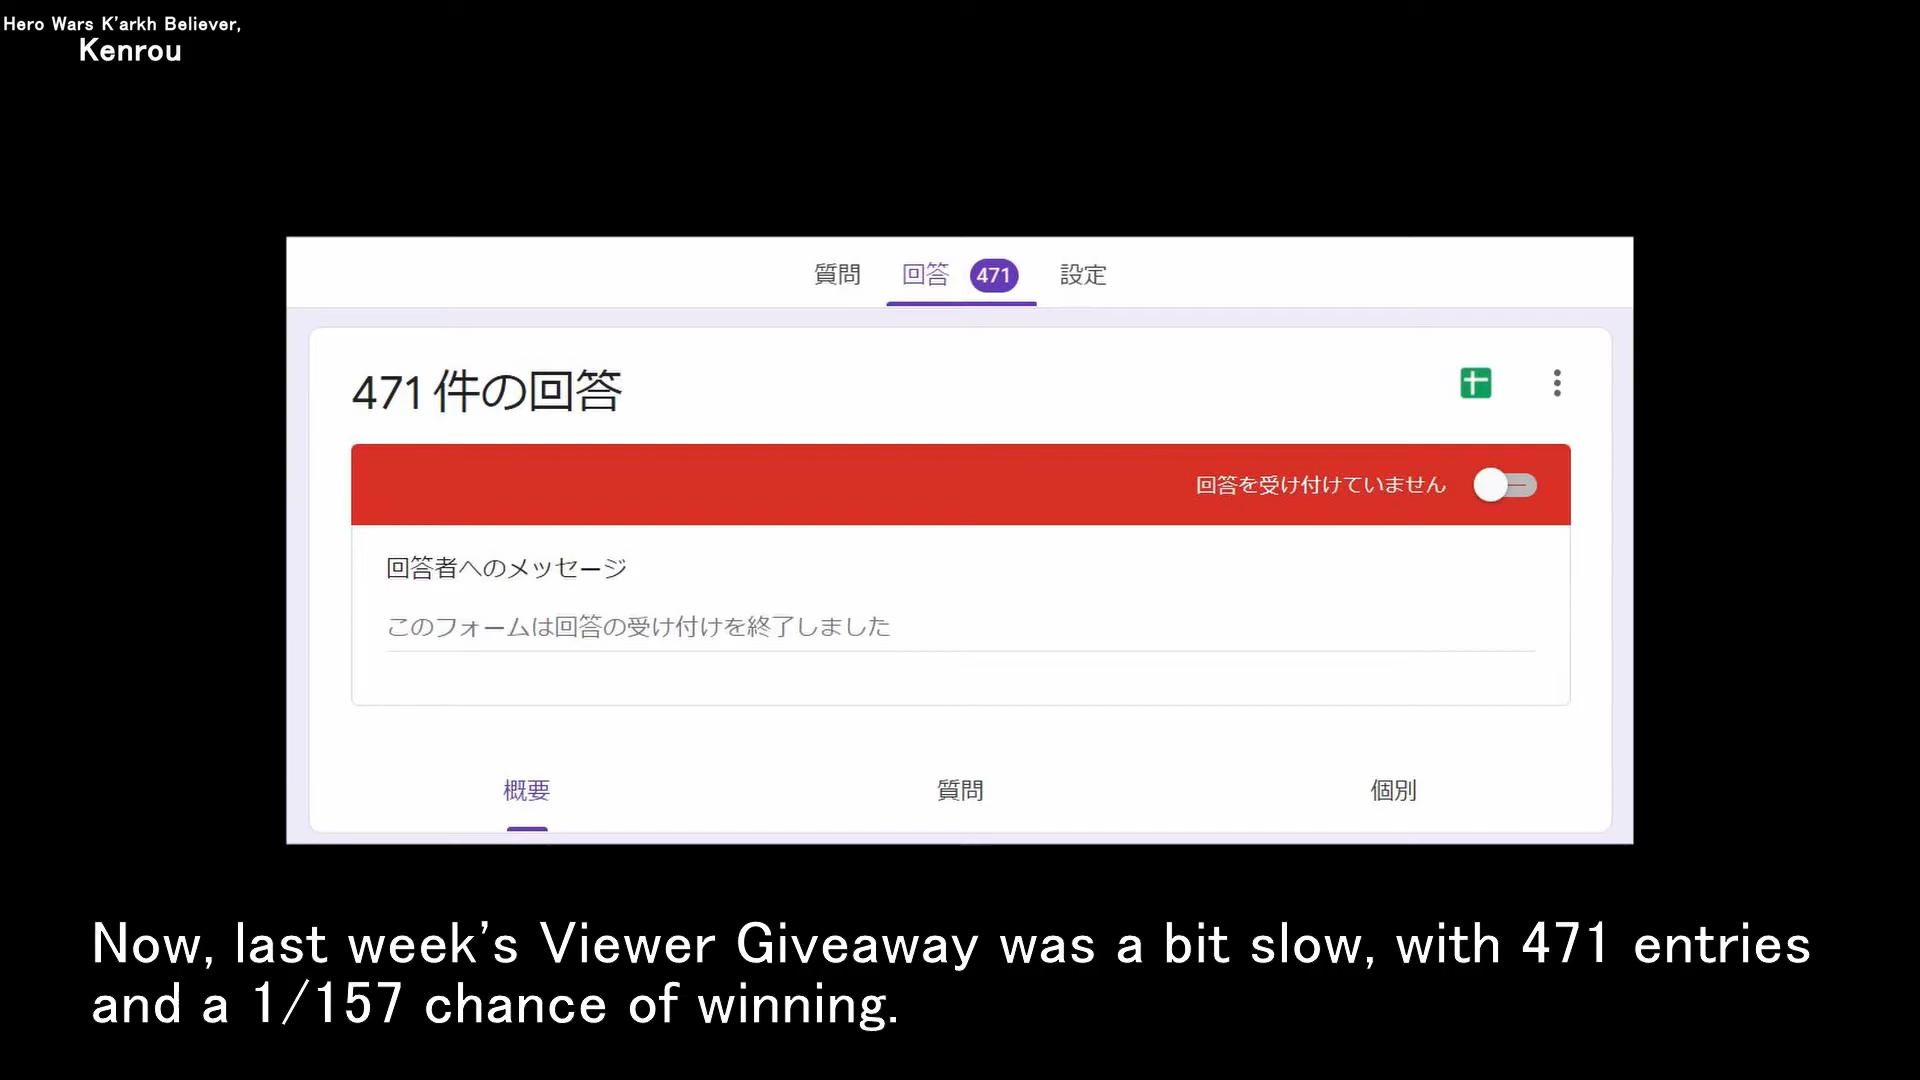 Hero Wars K'arkh Believer,
Kenrou
質問 回答 471 設定
471 件の回答
回答を受け付けていません
回答者へのメッセージ
このフォームは回答の受け付けを終了しました
概要 質問 個別
Now, last week's Viewer Giveaway was a bit slow, with 471 entries
and a 1/157 chance of winning.